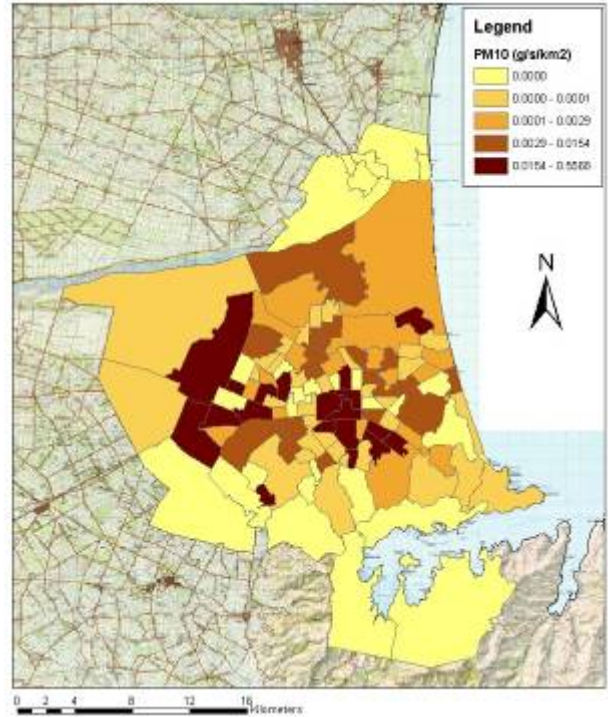 Legend
PM10 (g/s/km2)
0.0000
0.0000 - 0.0001
0.0001 - 0.0029
0.0029 - 0.0154
0.0154 - 0.5568
N
0 2 4 8 12 16
Kilometers